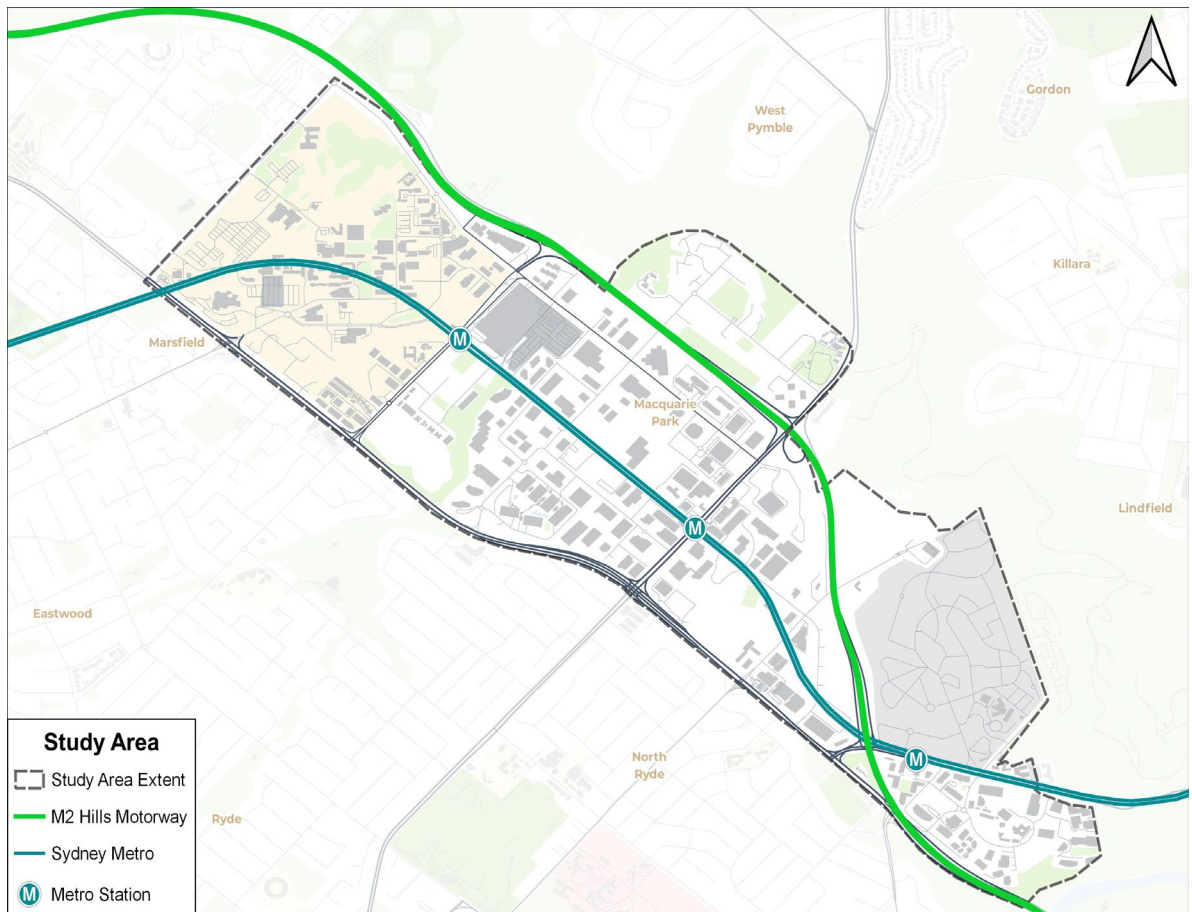 Gordon
West
Pymble
Killara
Marsfield
M
Macquarie
Park
Lindfield
M
Eastwood
North
Ryde
M
Ryde
Study Area
Study Area Extent
M2 Hills Motorway
Sydney Metro
M Metro Station